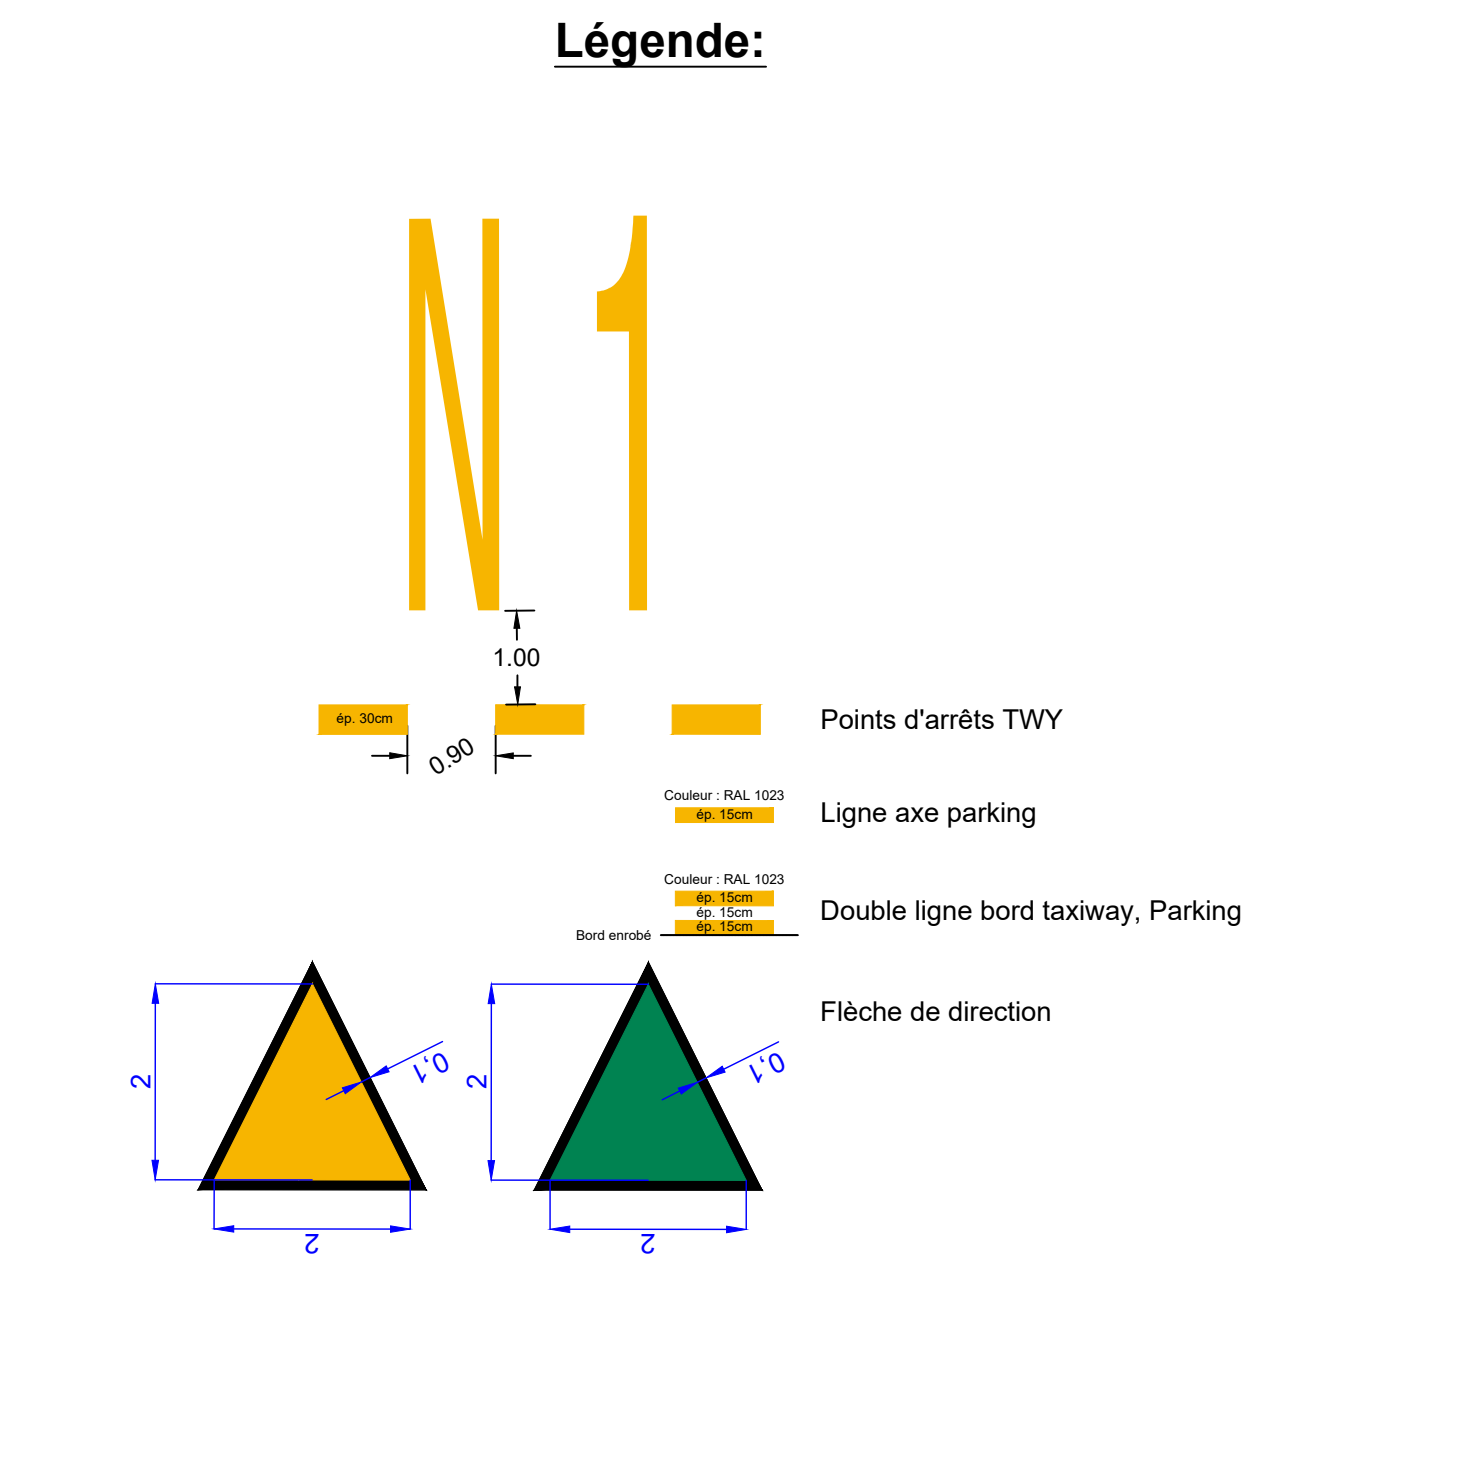 Légende:
N 1
1.00
ép. 30cm
Points d'arrêts TWY
0.90
Couleur : RAL 1023
ép. 15cm
Ligne axe parking
Couleur : RAL 1023
ép. 15cm
ép. 15cm
ép. 15cm
Double ligne bord taxiway, Parking
Bord enrobé
Flèche de direction
2
0,1
2
2
0,1
2